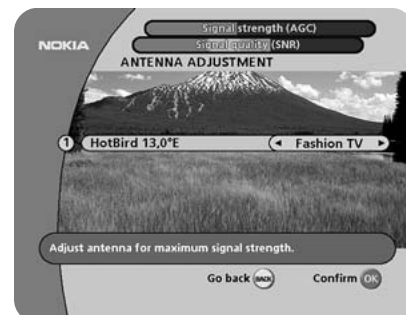 Signal strength (AGC)
NOKIA
Signal quality (SNR)
ANTENNA ADJUSTMENT
1 HotBird 13,0°E Fashion TV
Adjust antenna for maximum signal strength.
Go back BACK Confirm OK